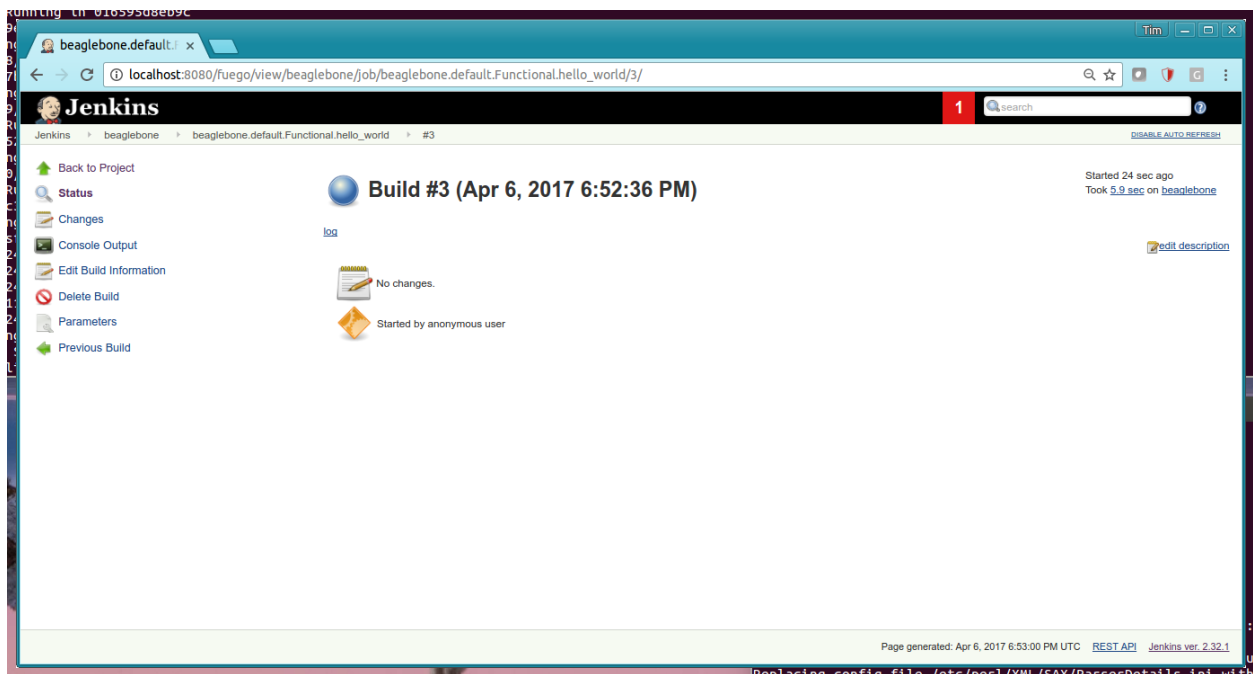 Running in 016595d8eb9c
Tim
beaglebone.default.F
localhost:8080/fuego/view/beaglebone/job/beaglebone.default.Functional.hello_world/3/
Jenkins
1
search
Jenkins beaglebone beaglebone.default.Functional.hello_world #3
DISABLE AUTO REFRESH
Back to Project
Status
Changes
Console Output
Edit Build Information
Delete Build
Parameters
Previous Build
Build #3 (Apr 6, 2017 6:52:36 PM)
Started 24 sec ago
Took 5.9 sec on beaglebone
log
edit description
No changes.
Started by anonymous user
Page generated: Apr 6, 2017 6:53:00 PM UTC REST API Jenkins ver. 2.32.1
Replacing config file /etc/perl/XML/SAX/ParserDetails.ini with